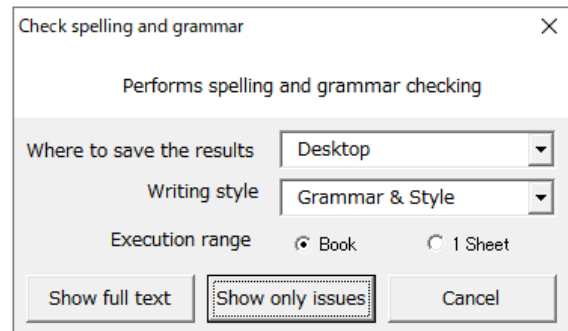 Check spelling and grammar
Performs spelling and grammar checking
Where to save the results Desktop
Writing style Grammar & Style
Execution range Book 1 Sheet
Show full text Show only issues Cancel